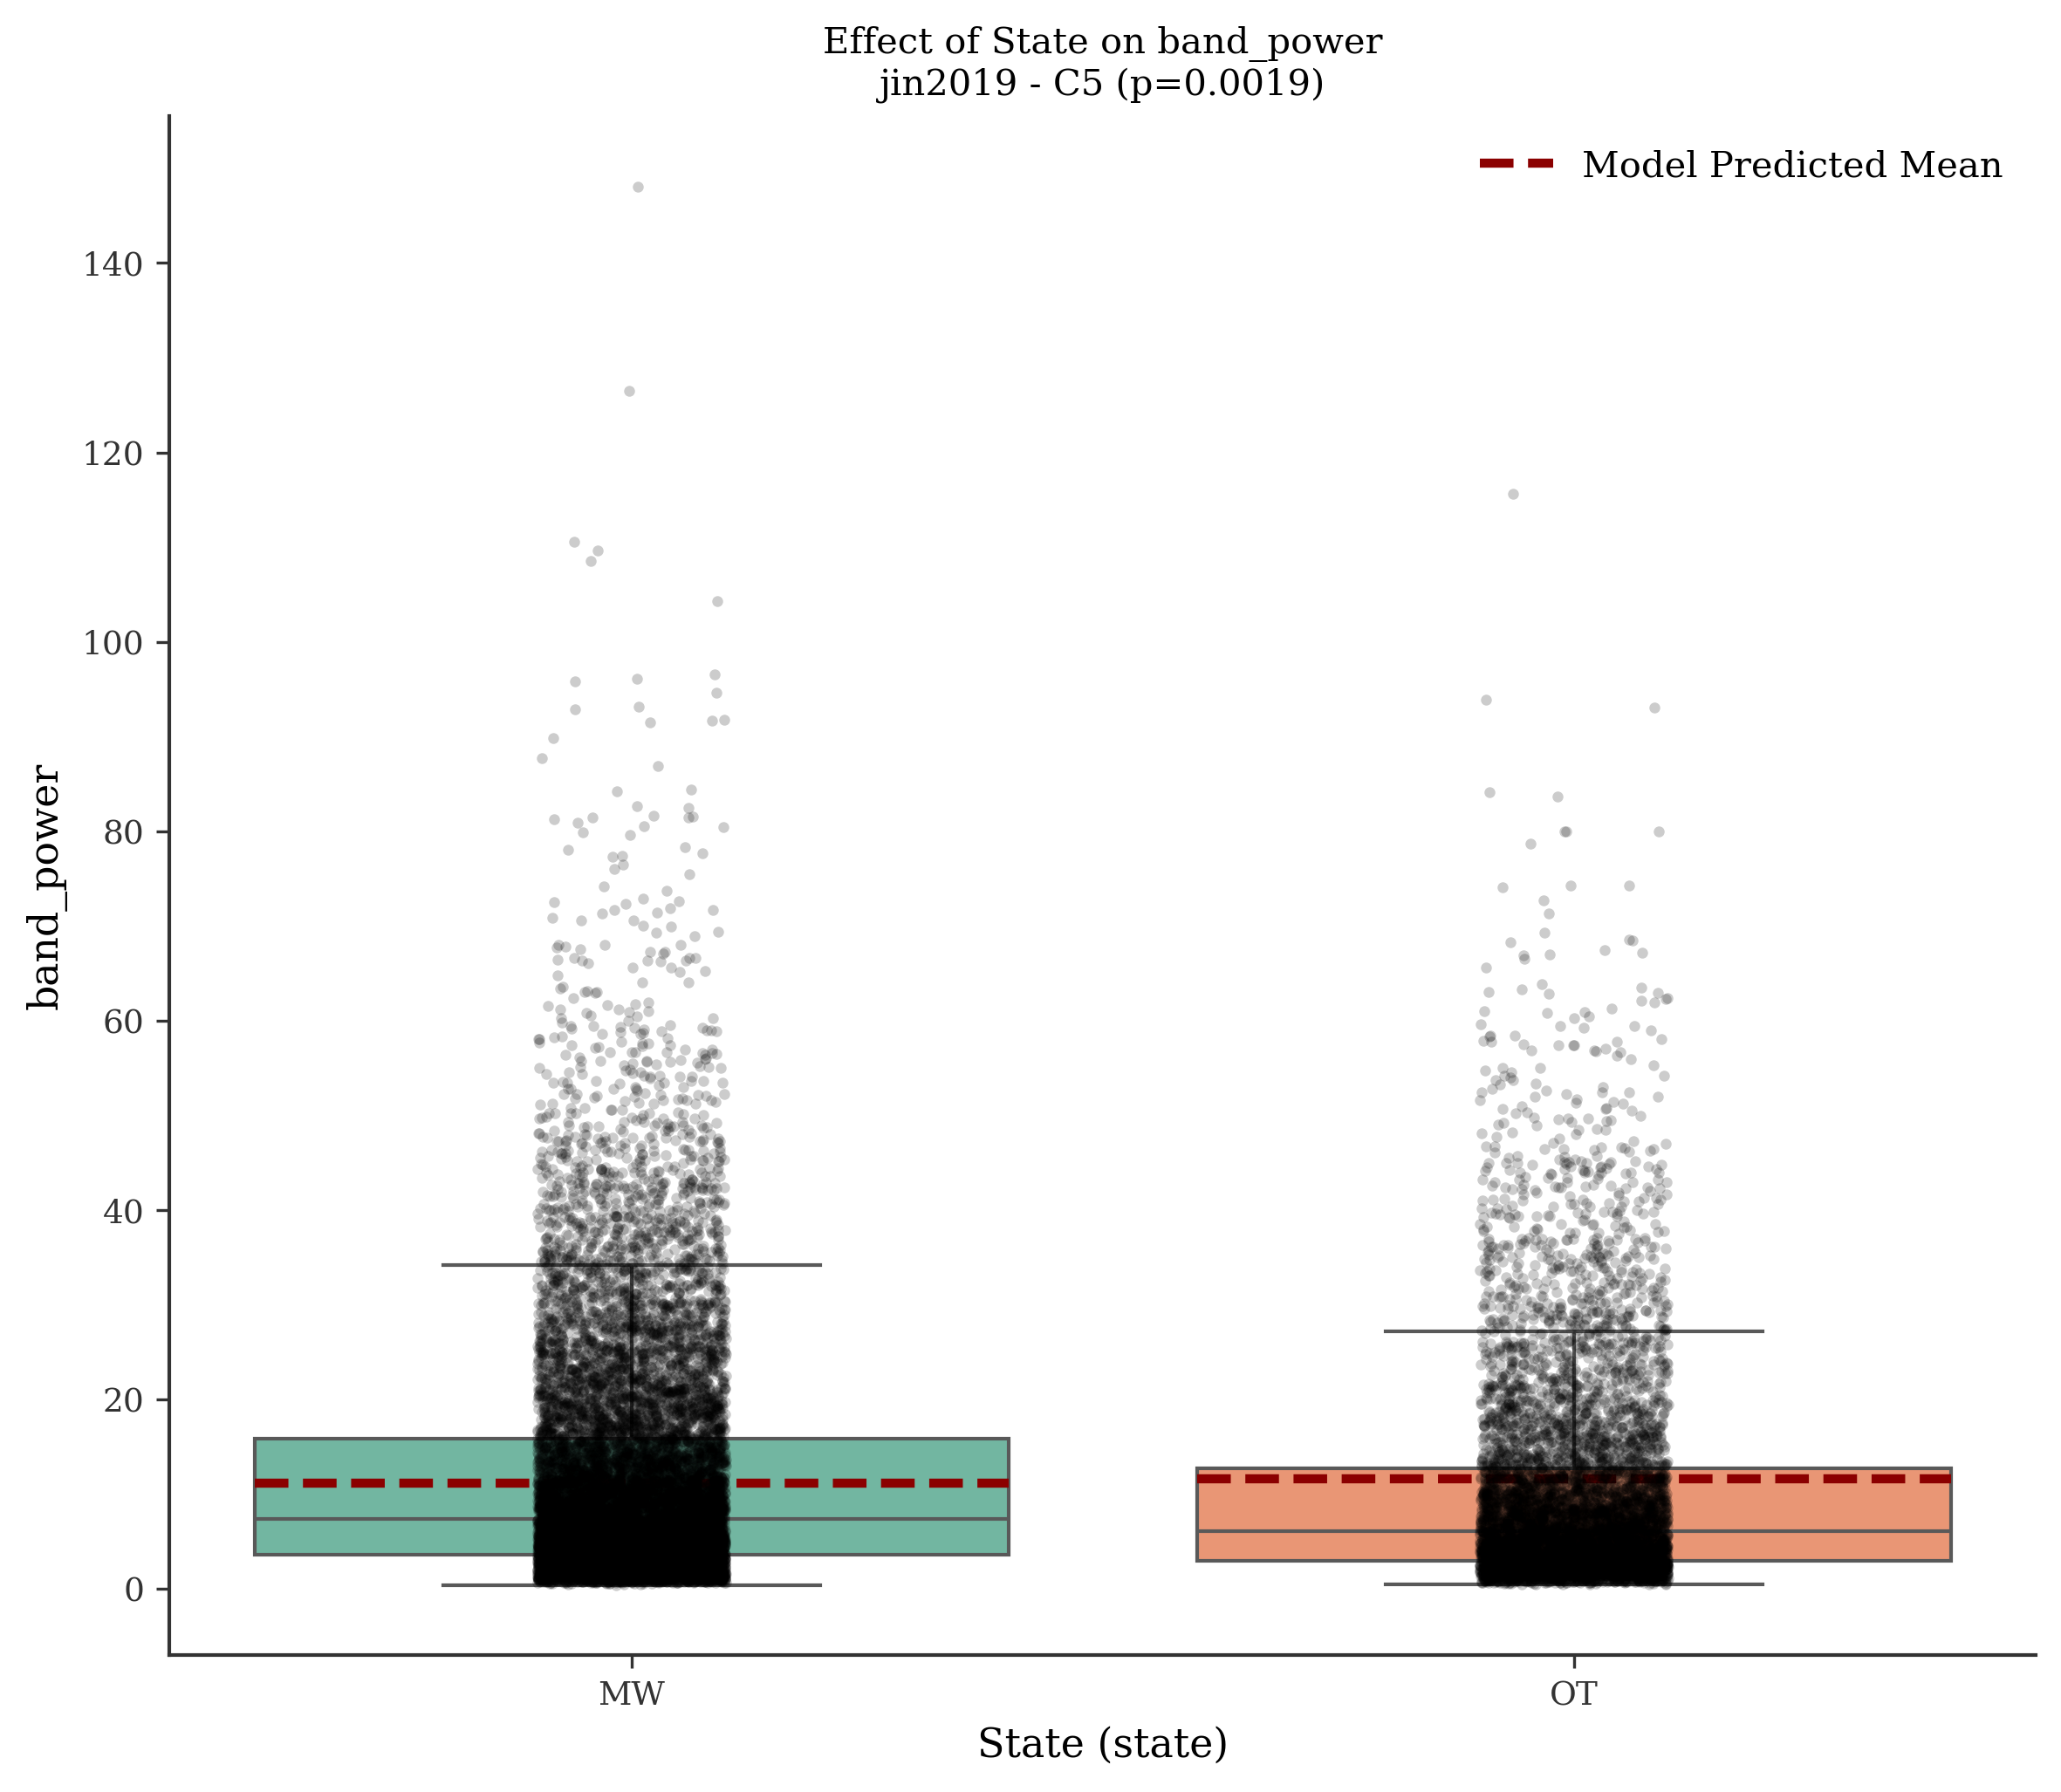 Effect of State on band_power
jin2019 - C5 (p=0.0019)
Model Predicted Mean
140
120
100
80
60
40
20
0
band_power
MW
OT
State (state)